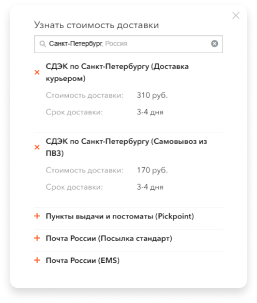 Узнать стоимость доставки
Санкт-Петербург, Россия
СДЭК по Санкт-Петербургу (Доставка
курьером)
Стоимость доставки: 310 руб.
Срок доставки: 3-4 дня
СДЭК по Санкт-Петербургу (Самовывоз из
ПВЗ)
Стоимость доставки: 170 руб.
Срок доставки: 3-4 дня
Пункты выдачи и постоматы (Pickpoint)
Почта России (Посылка стандарт)
Почта России (EMS)